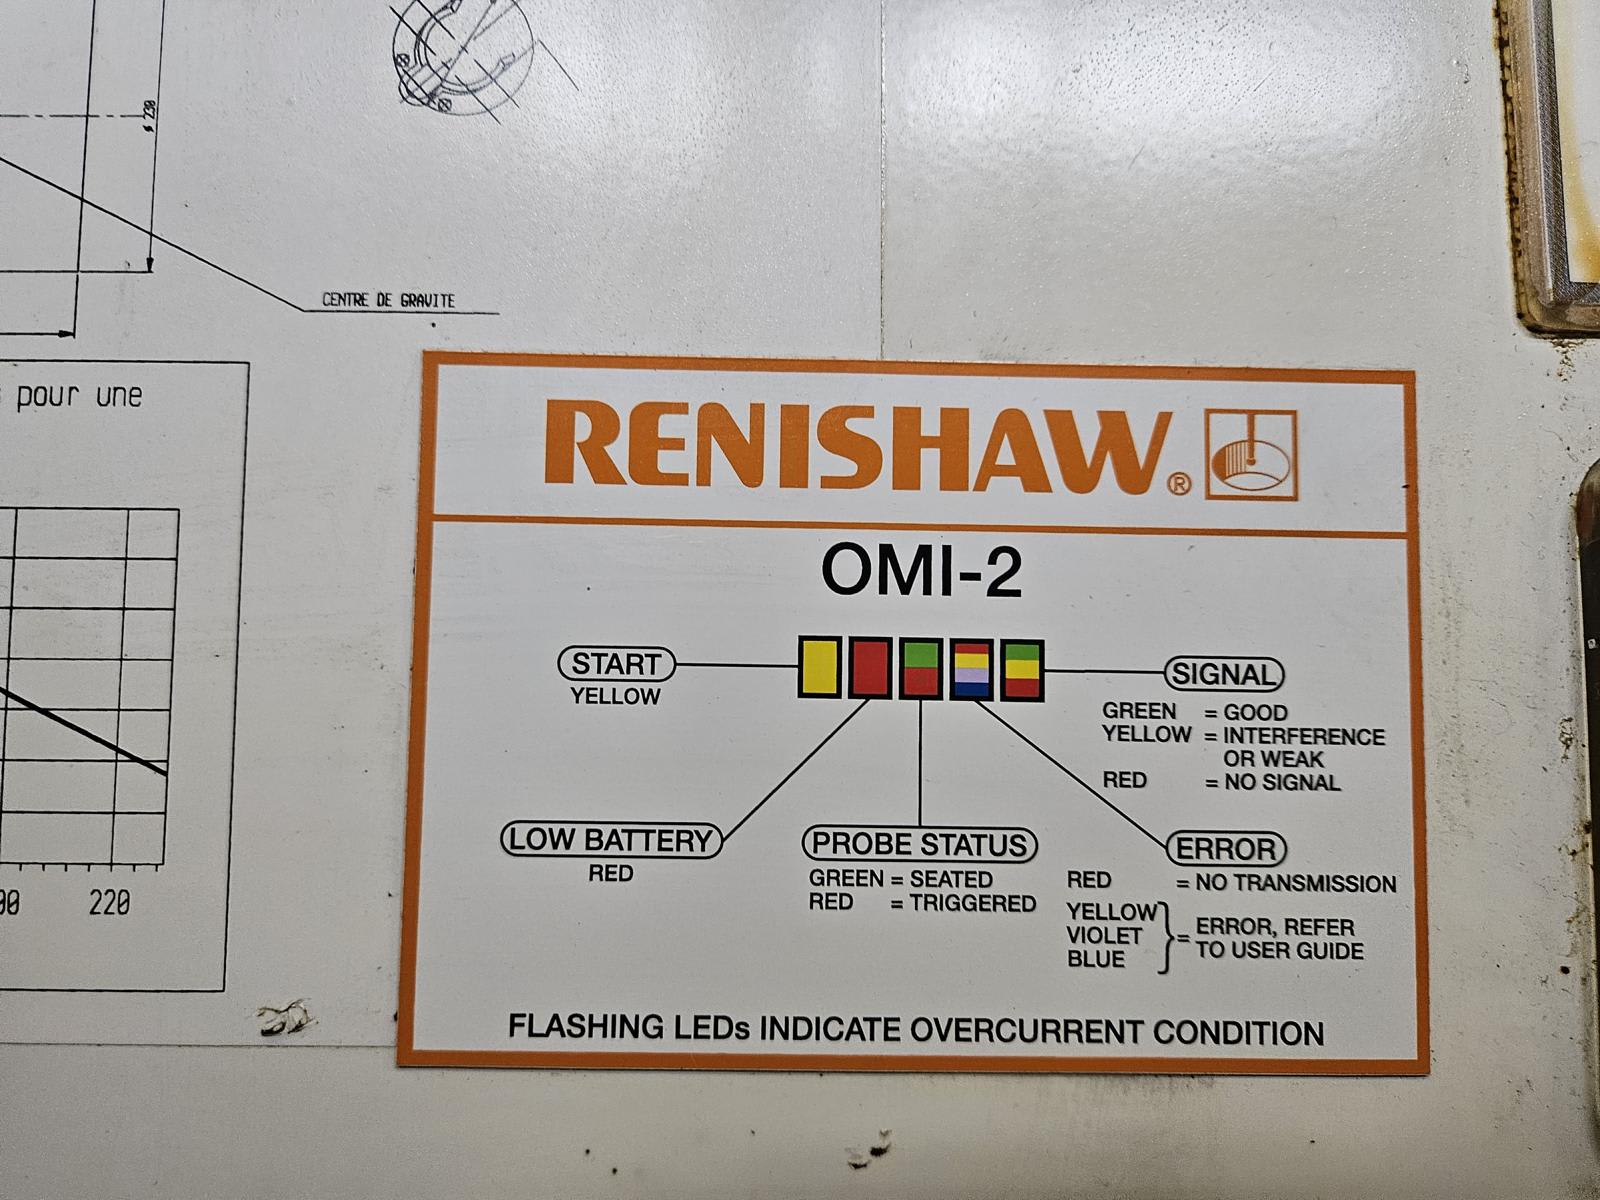 ø 230
CENTRE DE GRAVITE
pour une
220
RENISHAW®
OMI-2
START
YELLOW
SIGNAL
GREEN = GOOD
YELLOW = INTERFERENCE
OR WEAK
RED = NO SIGNAL
LOW BATTERY
RED
PROBE STATUS
GREEN = SEATED
RED = TRIGGERED
ERROR
RED = NO TRANSMISSION
YELLOW
VIOLET
BLUE
= ERROR, REFER
TO USER GUIDE
FLASHING LEDs INDICATE OVERCURRENT CONDITION